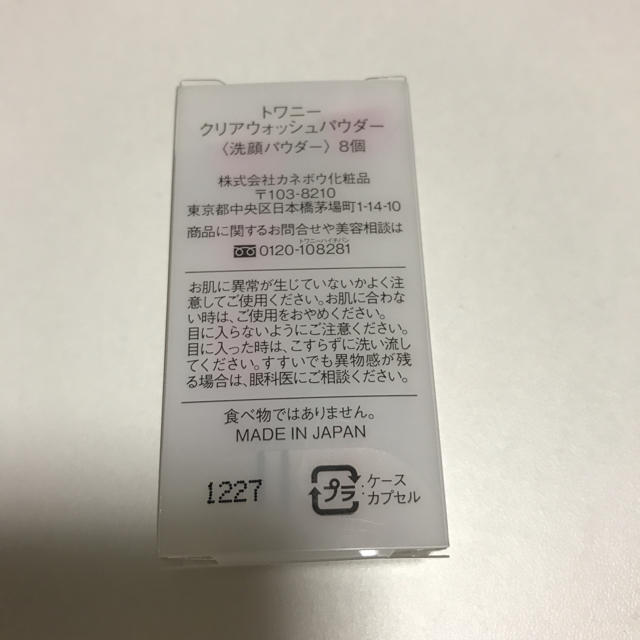 トワニー
クリアウォッシュパウダー
〈洗顔パウダー〉8個
株式会社カネボウ化粧品
〒103-8210
東京都中央区日本橋茅場町1-14-10
商品に関するお問合せや美容相談は
トワニーハイチバン
0120-108281
お肌に異常が生じていないかよく注
意してご使用ください。お肌に合わな
い時は、ご使用をおやめください。
目に入らないようにご注意ください。
目に入った時は、こすらずに洗い流し
てください。すすいでも異物感が残
る場合は、眼科医にご相談ください。
食べ物ではありません。
MADE IN JAPAN
1227
プラ
:ケース
カプセル